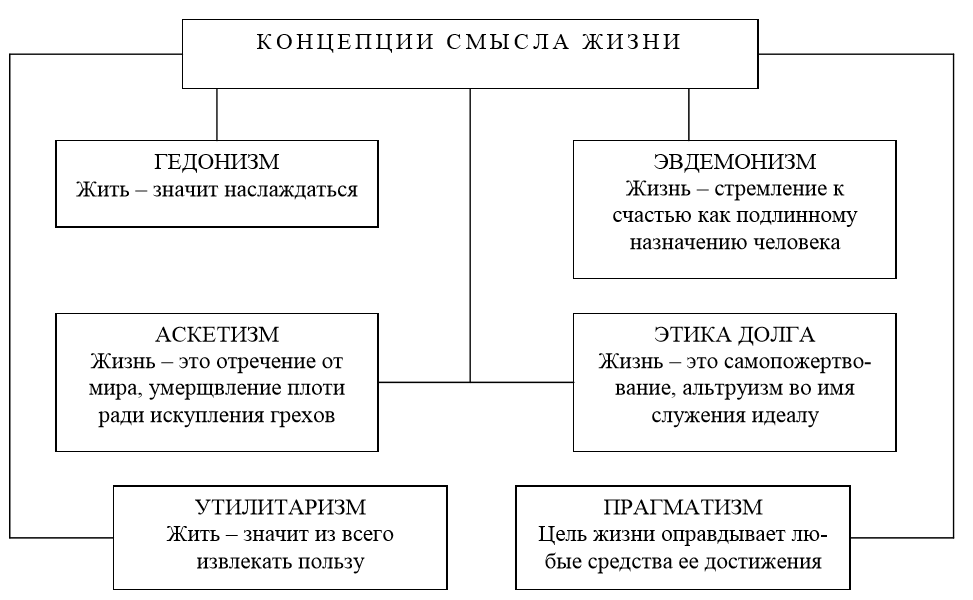 КОНЦЕПЦИИ СМЫСЛА ЖИЗНИ
ГЕДОНИЗМ
Жить – значит наслаждаться
ЭВДЕМОНИЗМ
Жизнь – стремление к
счастью как подлинному
назначению человека
АСКЕТИЗМ
Жизнь – это отречение от
мира, умерщвление плоти
ради искупления грехов
ЭТИКА ДОЛГА
Жизнь – это самопожертво-
вание, альтруизм во имя
служения идеалу
УТИЛИТАРИЗМ
Жить – значит из всего
извлекать пользу
ПРАГМАТИЗМ
Цель жизни оправдывает лю-
бые средства ее достижения